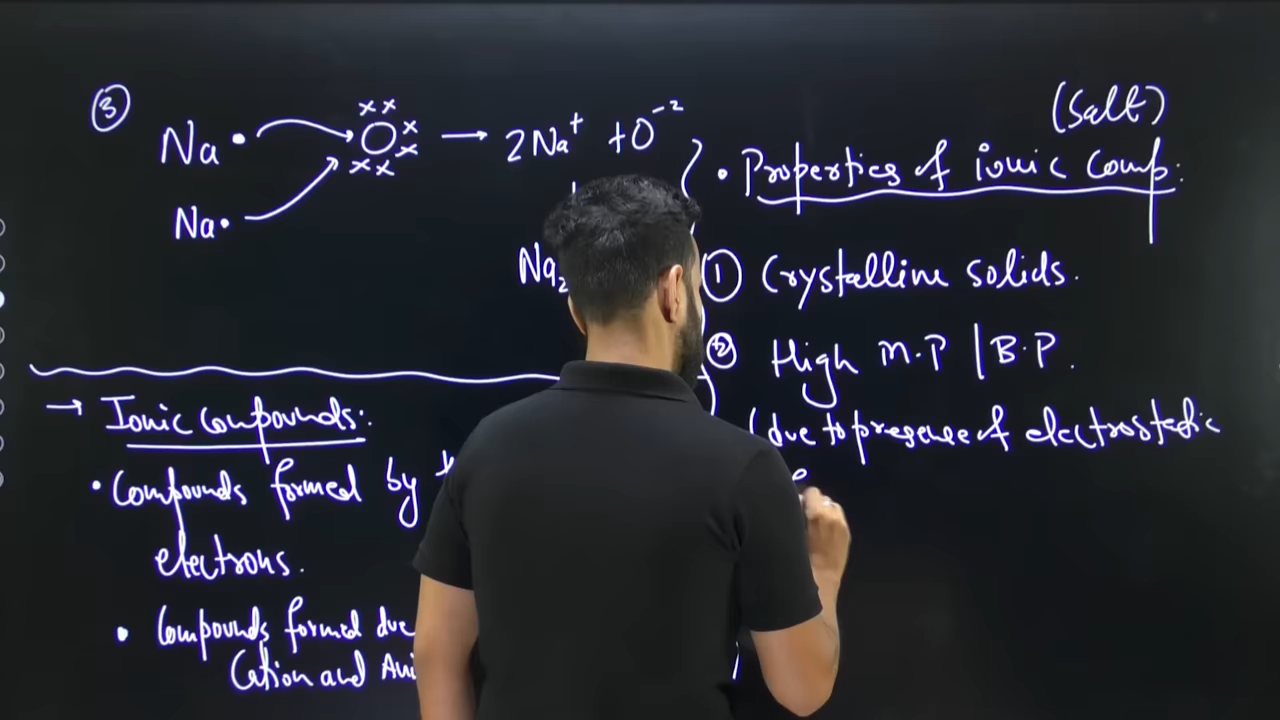 ③
Na• ×× O ×× ×× → 2Na⁺ + O⁻²
Na•
Na₂
→ Ionic Compounds:
• Compounds formed by
electrons.
• Compounds formed due
Cation and Ani
(Salt)
• Properties of ionic Comp:
① Crystalline solids.
② High M.P | B.P.
(due to presence of electrostatic